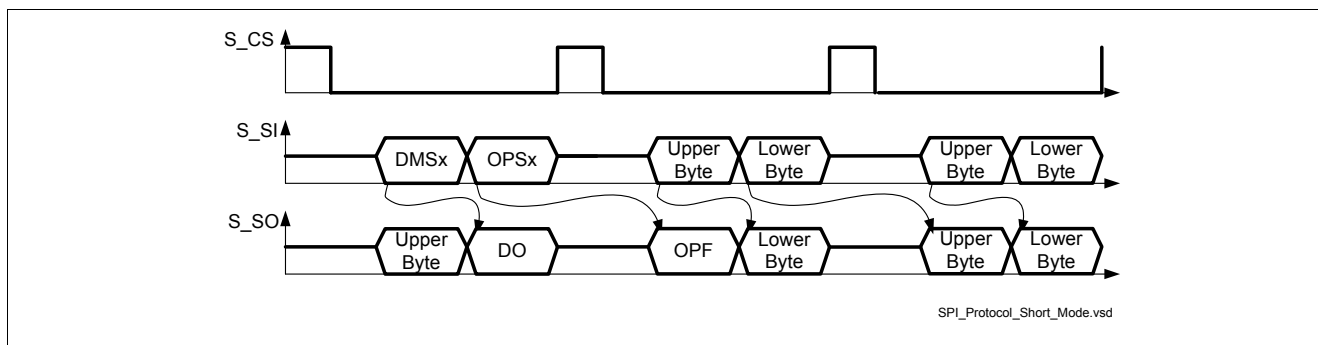 S_CS
S_SI
DMSx
OPSx
Upper
Byte
Lower
Byte
Upper
Byte
Lower
Byte
S_SO
Upper
Byte
DO
OPF
Lower
Byte
Upper
Byte
Lower
Byte
SPI_Protocol_Short_Mode.vsd